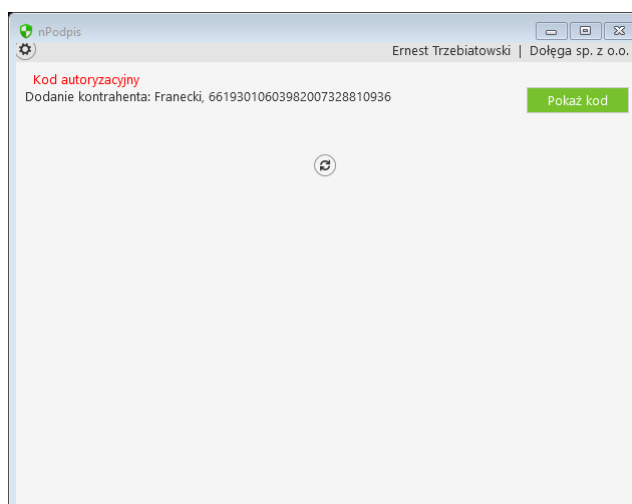 nPodpis
Ernest Trzebiatowski | Dołęga sp. z o.o.
Kod autoryzacyjny
Dodanie kontrahenta: Franecki, 66193010603982007328810936
Pokaż kod